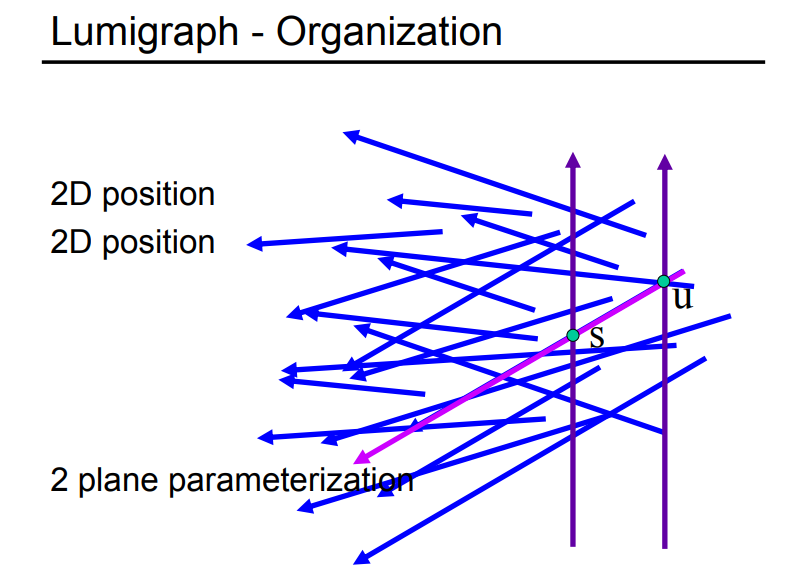 Lumigraph - Organization
2D position
2D position
u
s
2 plane parameterization